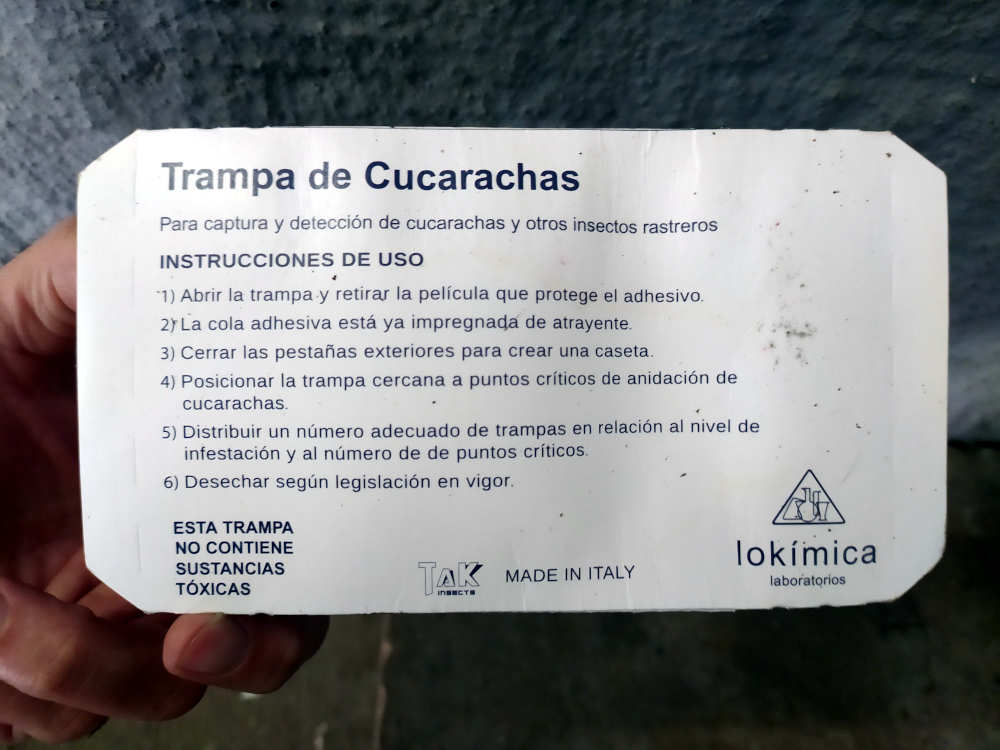 Trampa de Cucarachas
Para captura y detección de cucarachas y otros insectos rastreros
INSTRUCCIONES DE USO
1) Abrir la trampa y retirar la película que protege el adhesivo.
2) La cola adhesiva está ya impregnada de atrayente.
3) Cerrar las pestañas exteriores para crear una caseta.
4) Posicionar la trampa cercana a puntos críticos de anidación de
cucarachas.
5) Distribuir un número adecuado de trampas en relación al nivel de
infestación y al número de de puntos críticos.
6) Desechar según legislación en vigor.
ESTA TRAMPA
NO CONTIENE
SUSTANCIAS
TÓXICAS
TAK
INSECTS
MADE IN ITALY
lokímica
laboratorios